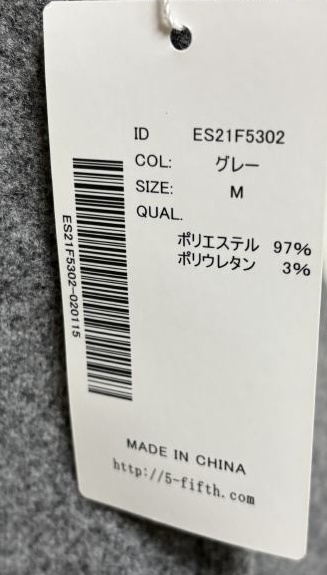 ID ES21F5302
COL: グレー
SIZE: M
QUAL.
ポリエステル 97%
ポリウレタン 3%
ES21F5302-020115
MADE IN CHINA
http://5-fifth.com